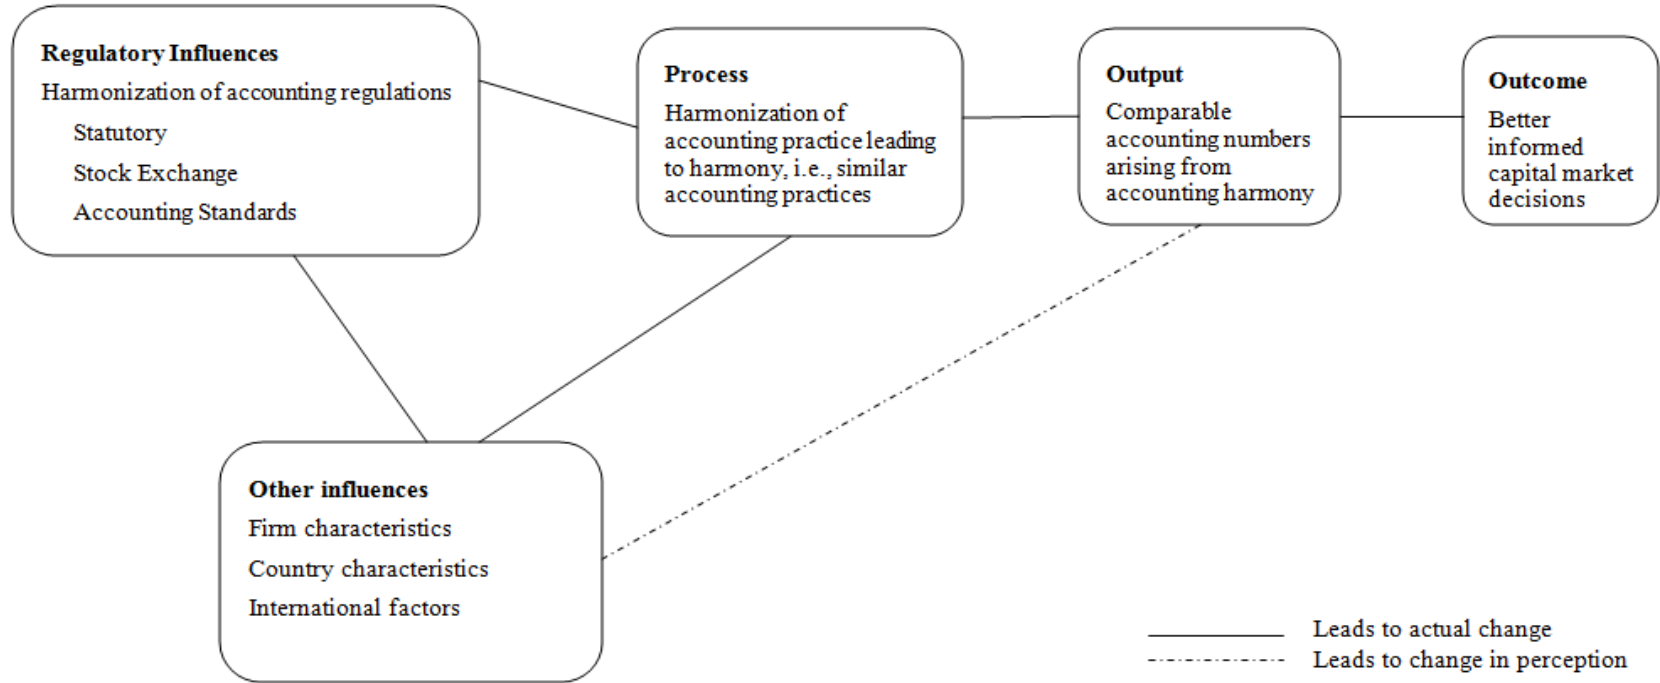 Regulatory Influences
Harmonization of accounting regulations
Statutory
Stock Exchange
Accounting Standards
Process
Harmonization of
accounting practice leading
to harmony, i.e., similar
accounting practices
Output
Comparable
accounting numbers
arising from
accounting harmony
Outcome
Better
informed
capital market
decisions
Other influences
Firm characteristics
Country characteristics
International factors
Leads to actual change
Leads to change in perception